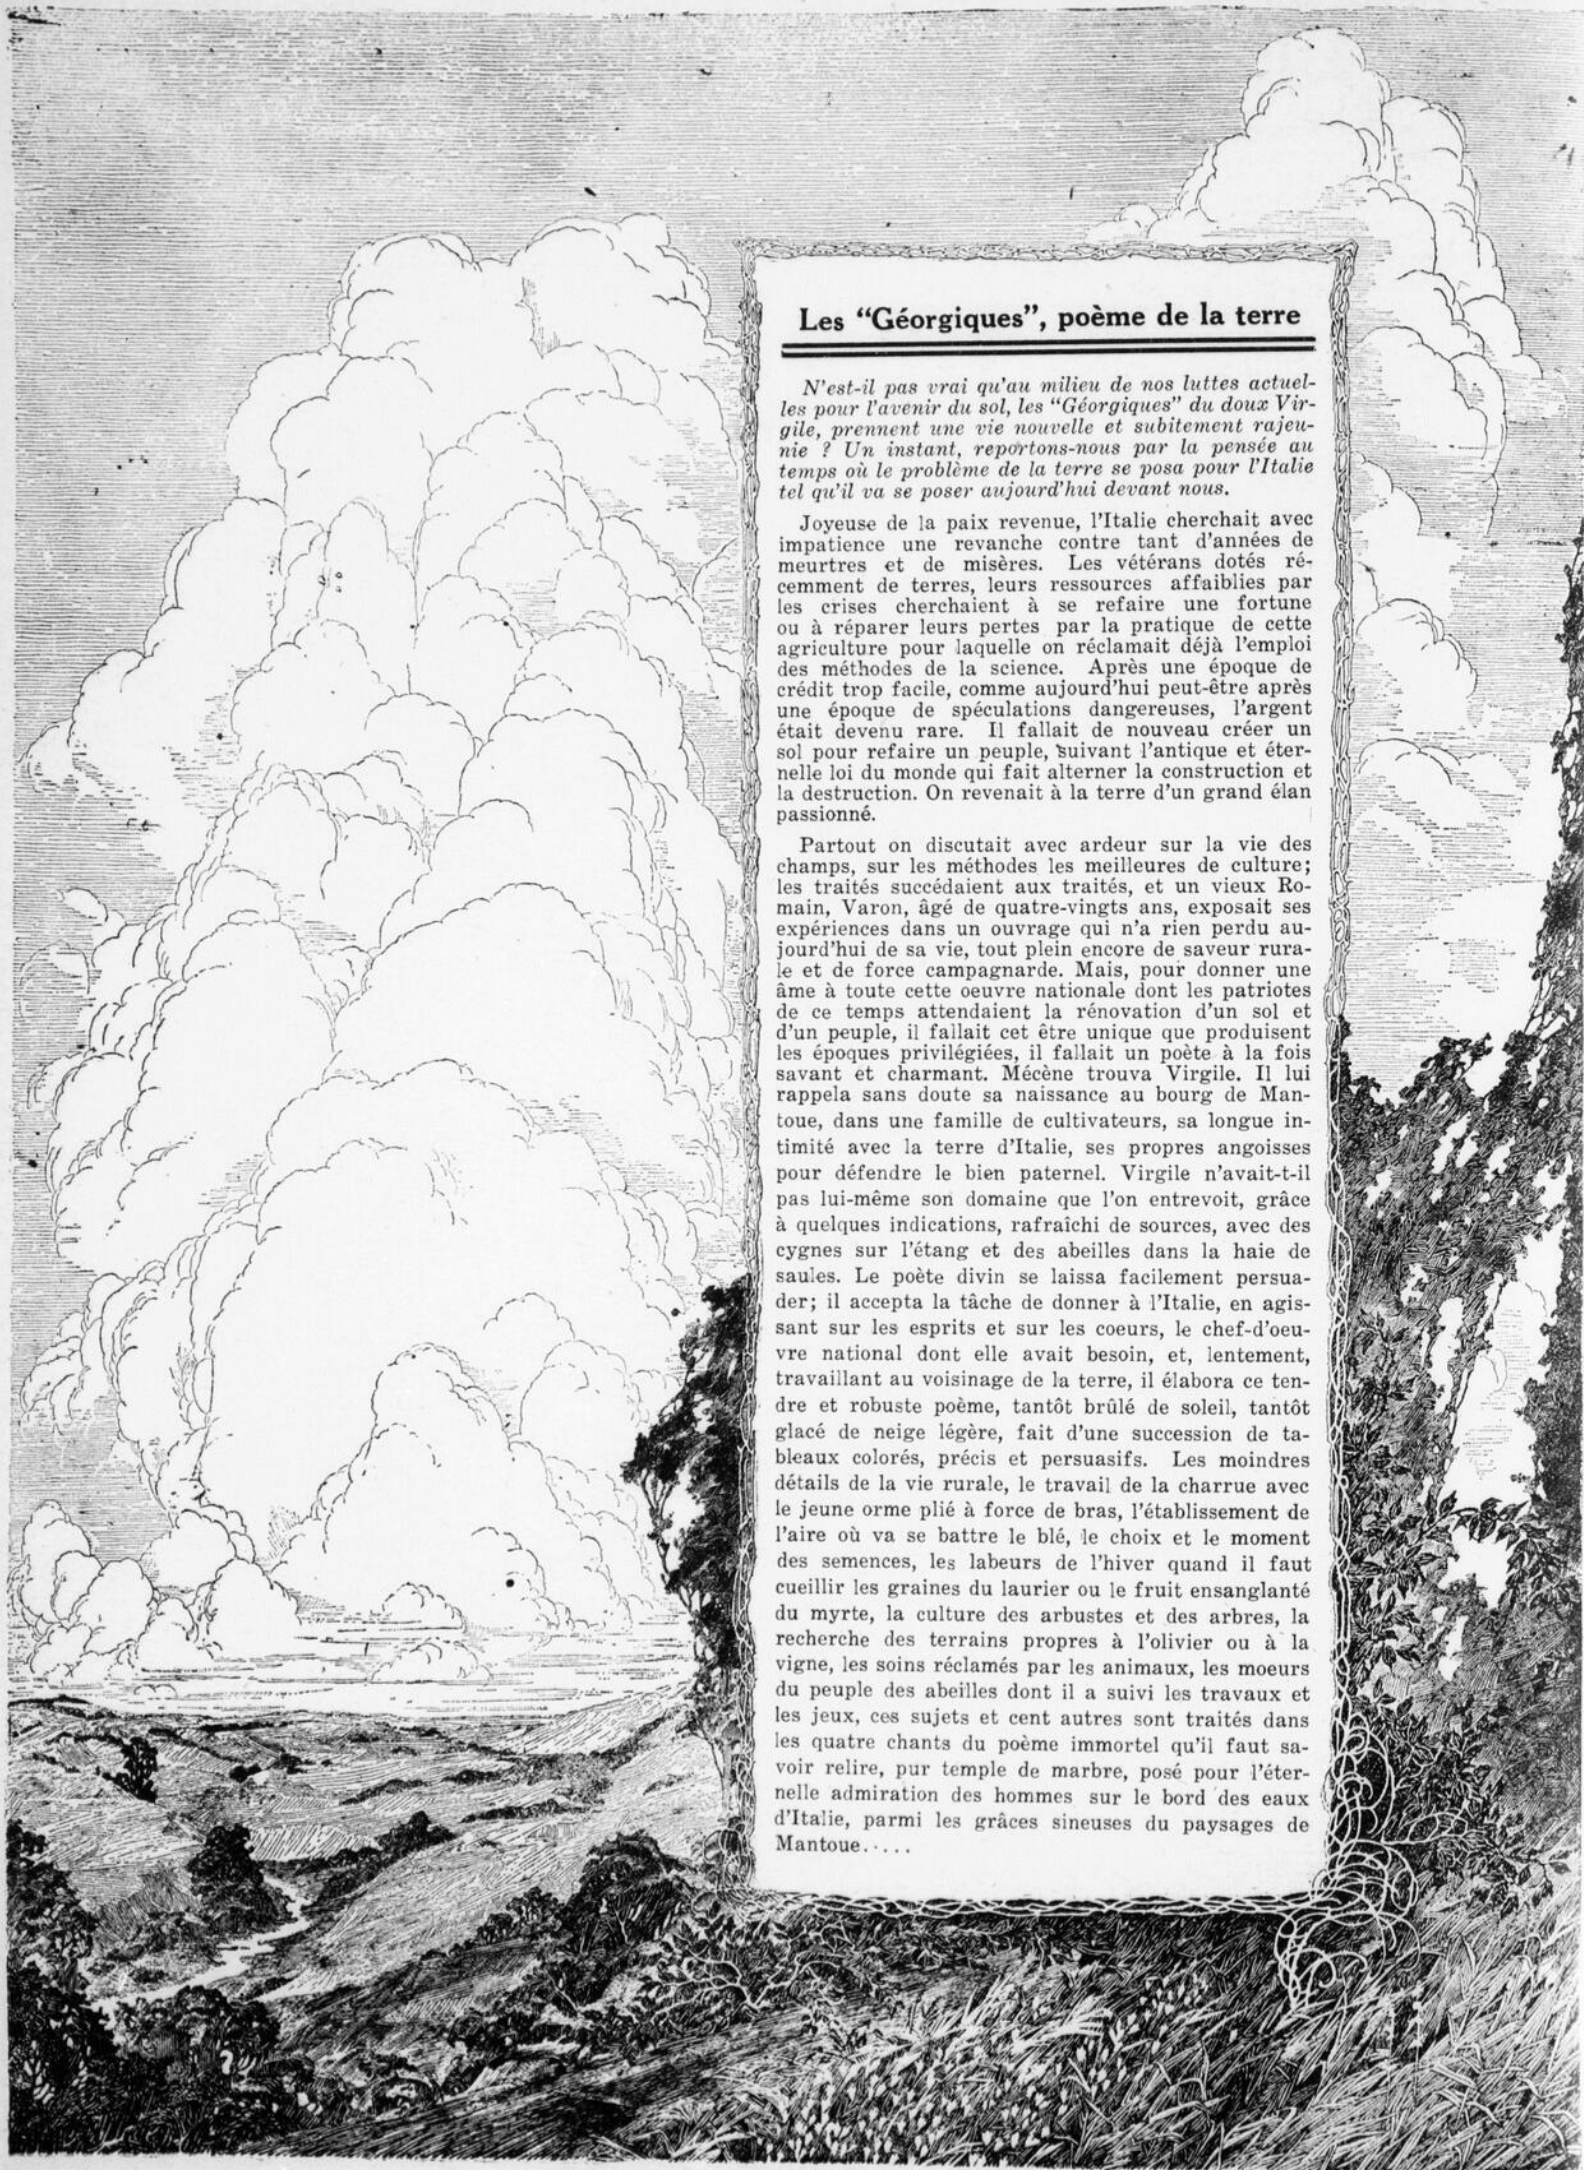 Les “Géorgiques”, poème de la terre
N'est-il pas vrai qu'au milieu de nos luttes actuel-
les pour l'avenir du sol, les “Géorgiques” du doux Vir-
gile, prennent une vie nouvelle et subitement rajeu-
nie ? Un instant, reportons-nous par la pensée au
temps où le problème de la terre se posa pour l'Italie
tel qu'il va se poser aujourd'hui devant nous.
Joyeuse de la paix revenue, l'Italie cherchait avec
impatience une revanche contre tant d'années de
meurtres et de misères. Les vétérans dotés ré-
cemment de terres, leurs ressources affaiblies par
les crises cherchaient à se refaire une fortune
ou à réparer leurs pertes par la pratique de cette
agriculture pour laquelle on réclamait déjà l'emploi
des méthodes de la science. Après une époque de
crédit trop facile, comme aujourd'hui peut-être après
une époque de spéculations dangereuses, l'argent
était devenu rare. Il fallait de nouveau créer un
sol pour refaire un peuple, suivant l'antique et éter-
nelle loi du monde qui fait alterner la construction et
la destruction. On revenait à la terre d'un grand élan
passionné.
Partout on discutait avec ardeur sur la vie des
champs, sur les méthodes les meilleures de culture;
les traités succédaient aux traités, et un vieux Ro-
main, Varon, âgé de quatre-vingts ans, exposait ses
expériences dans un ouvrage qui n'a rien perdu au-
jourd'hui de sa vie, tout plein encore de saveur rura-
le et de force campagnarde. Mais, pour donner une
âme à toute cette oeuvre nationale dont les patriotes
de ce temps attendaient la rénovation d'un sol et
d'un peuple, il fallait cet être unique que produisent
les époques privilégiées, il fallait un poète à la fois
savant et charmant. Mécène trouva Virgile. Il lui
rappela sans doute sa naissance au bourg de Man-
toue, dans une famille de cultivateurs, sa longue in-
timité avec la terre d'Italie, ses propres angoisses
pour défendre le bien paternel. Virgile n'avait-t-il
pas lui-même son domaine que l'on entrevoit, grâce
à quelques indications, rafraîchi de sources, avec des
cygnes sur l'étang et des abeilles dans la haie de
saules. Le poète divin se laissa facilement persua-
der; il accepta la tâche de donner à l'Italie, en agis-
sant sur les esprits et sur les coeurs, le chef-d'oeu-
vre national dont elle avait besoin, et, lentement,
travaillant au voisinage de la terre, il élabora ce ten-
dre et robuste poème, tantôt brûlé de soleil, tantôt
glacé de neige légère, fait d'une succession de ta-
bleaux colorés, précis et persuasifs. Les moindres
détails de la vie rurale, le travail de la charrue avec
le jeune orme plié à force de bras, l'établissement de
l'aire où va se battre le blé, le choix et le moment
des semences, les labeurs de l'hiver quand il faut
cueillir les graines du laurier ou le fruit ensanglanté
du myrte, la culture des arbustes et des arbres, la
recherche des terrains propres à l'olivier ou à la
vigne, les soins réclamés par les animaux, les moeurs
du peuple des abeilles dont il a suivi les travaux et
les jeux, ces sujets et cent autres sont traités dans
les quatre chants du poème immortel qu'il faut sa-
voir relire, pur temple de marbre, posé pour l'éter-
nelle admiration des hommes sur le bord des eaux
d'Italie, parmi les grâces sineuses du paysages de
Mantoue.....